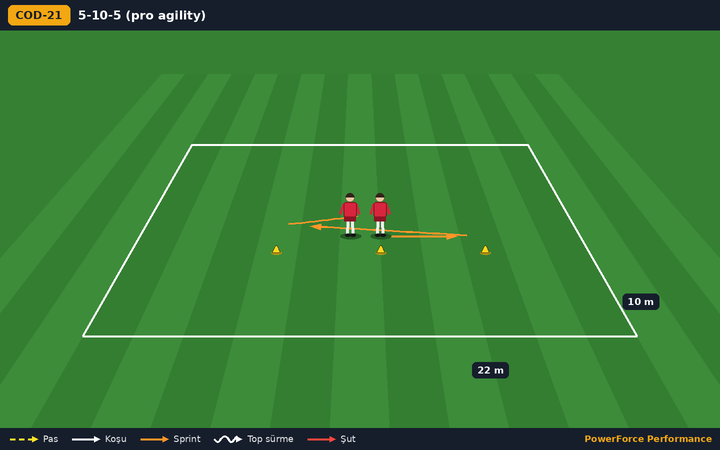 COD-21 5-10-5 (pro agility)
10 m
22 m
Pas Koşu Sprint Top sürme Şut PowerForce Performance